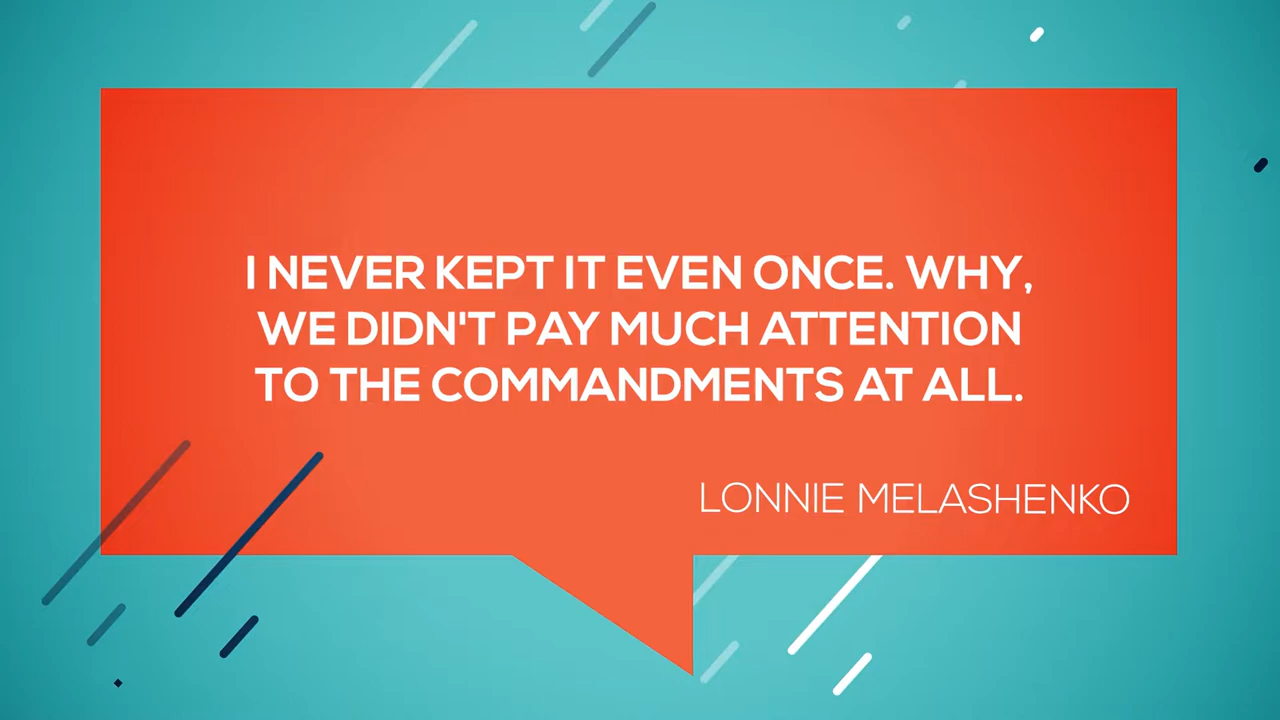 I NEVER KEPT IT EVEN ONCE. WHY,
WE DIDN'T PAY MUCH ATTENTION
TO THE COMMANDMENTS AT ALL.
LONNIE MELASHENKO